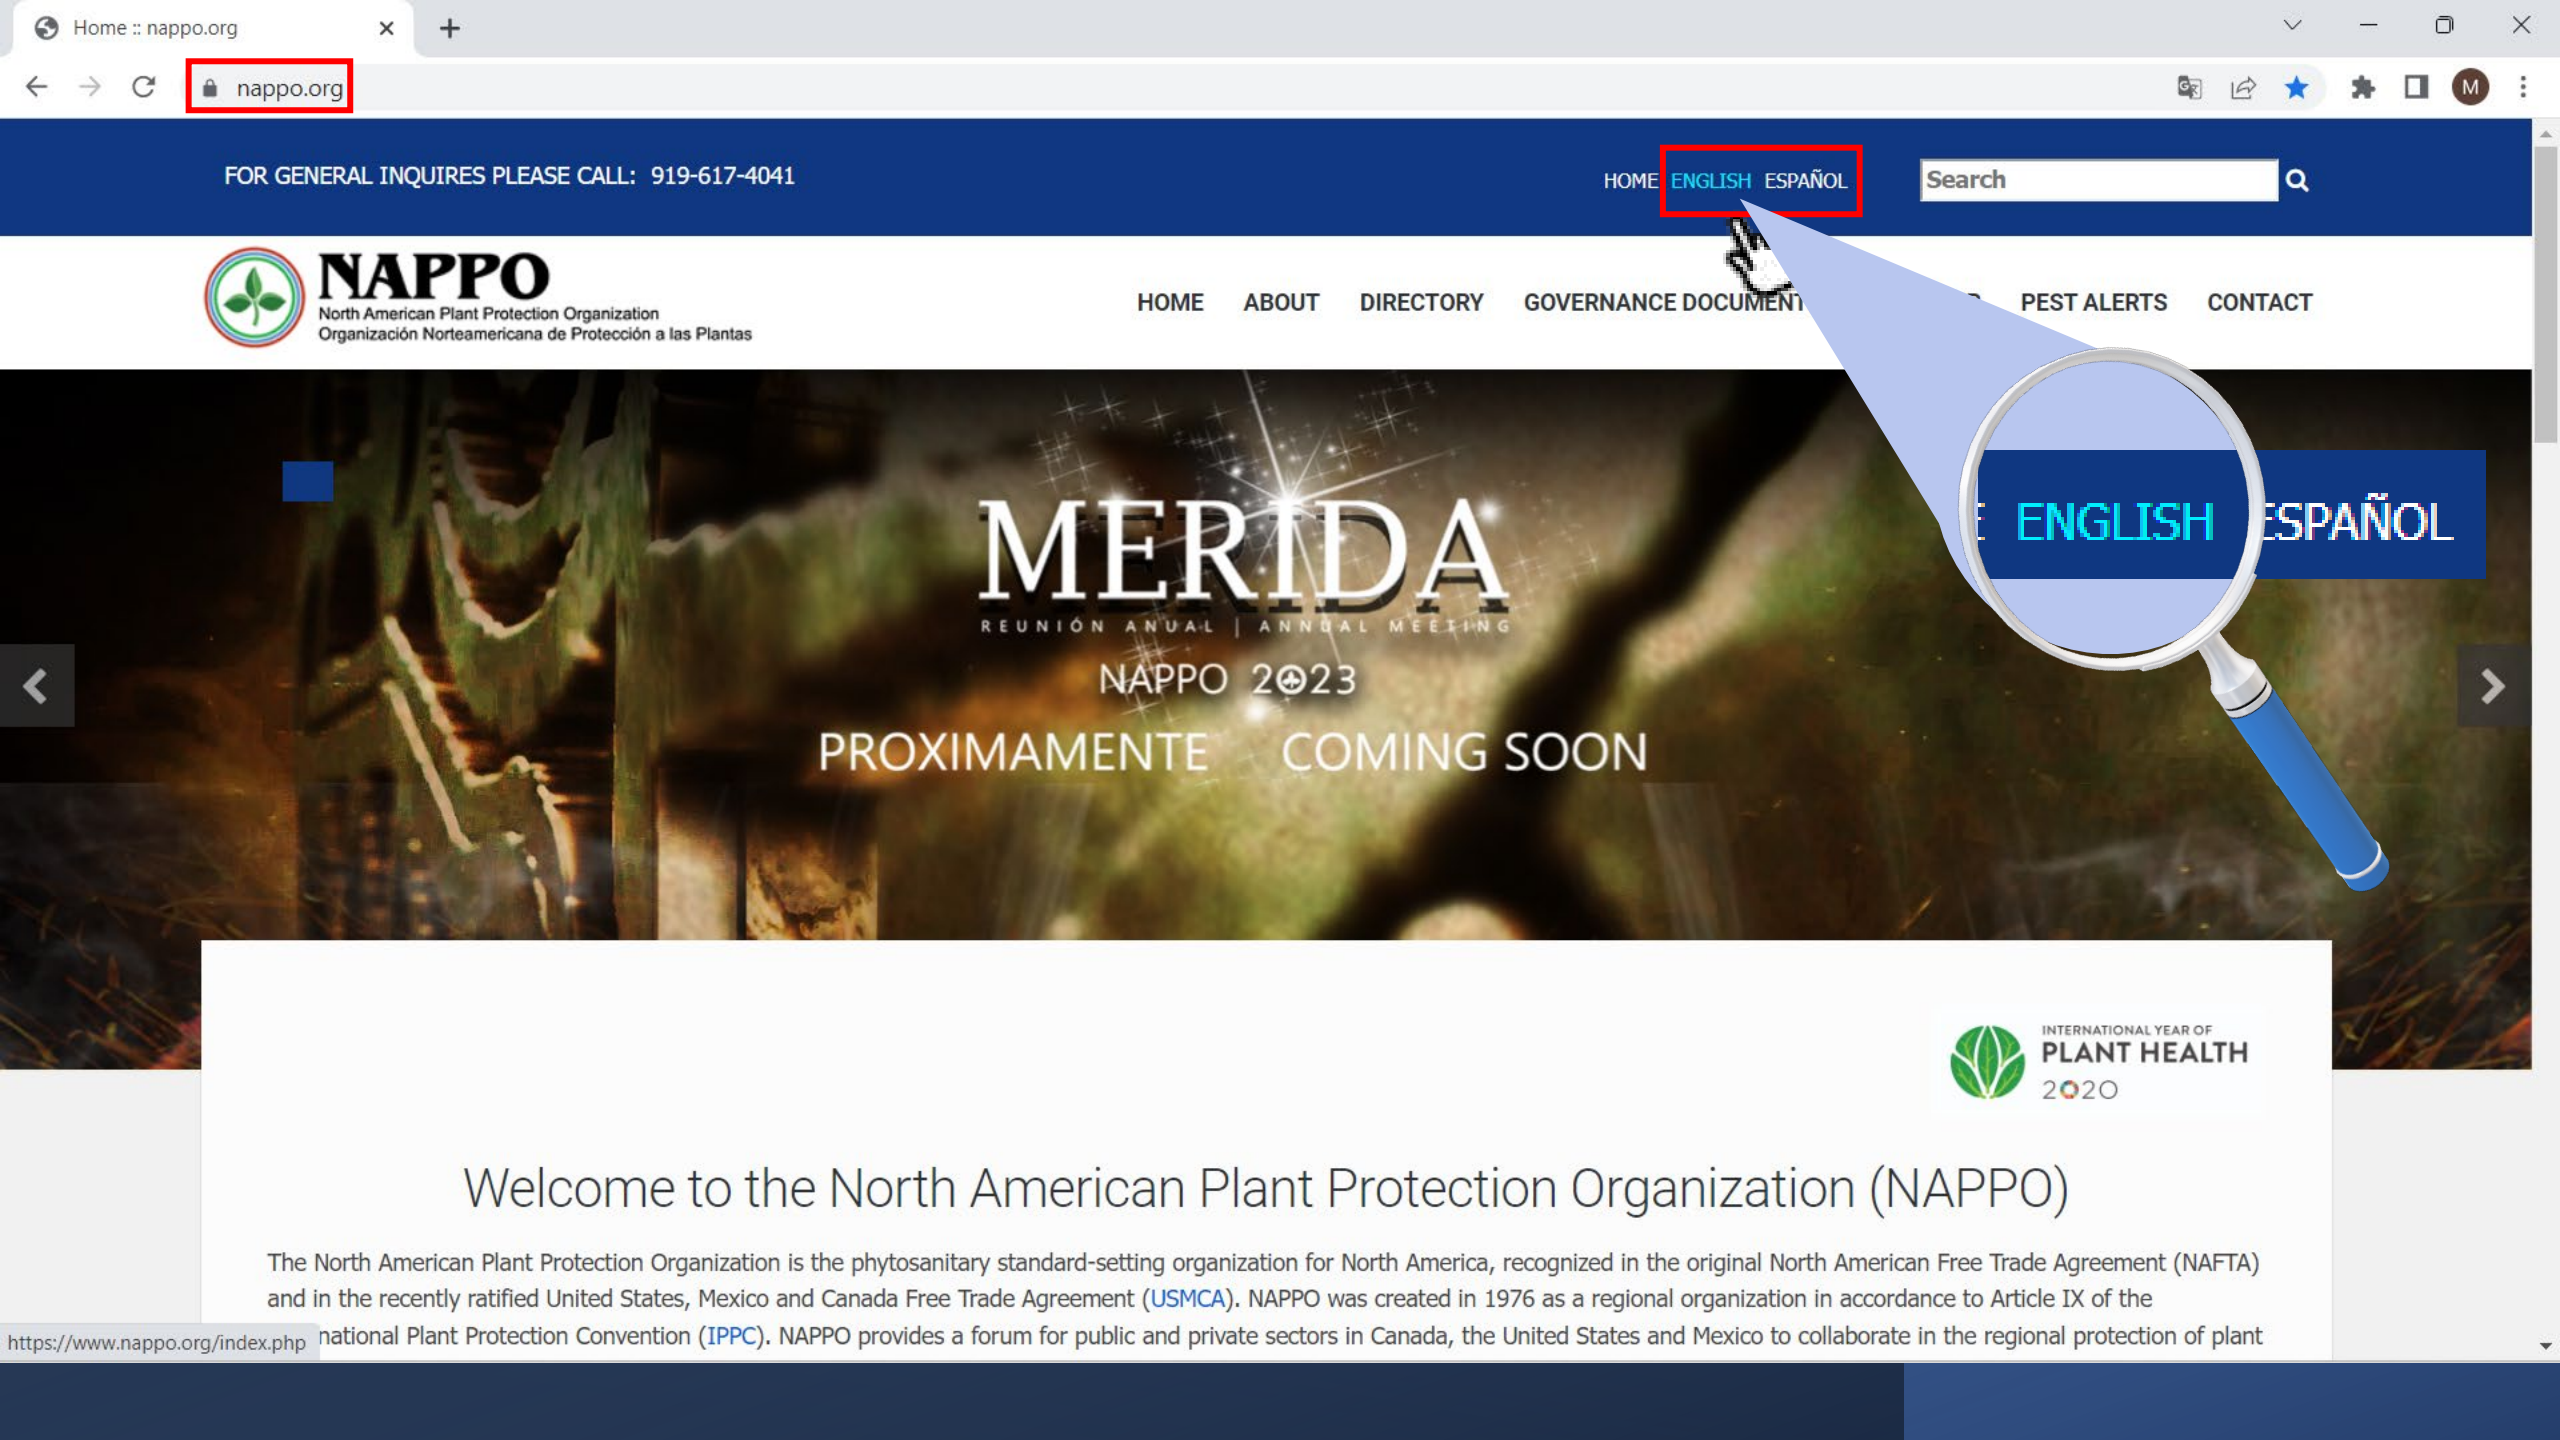 Home :: nappo.org
nappo.org
M
FOR GENERAL INQUIRES PLEASE CALL: 919-617-4041
HOME ENGLISH ESPAÑOL
Search
NAPPO
North American Plant Protection Organization
Organización Norteamericana de Protección a las Plantas
HOME ABOUT DIRECTORY GOVERNANCE DOCUMENT PEST ALERTS CONTACT
ENGLISH ESPAÑOL
MERIDA
REUNIÓN ANUAL | ANNUAL MEETING
NAPPO 2023
PROXIMAMENTE COMING SOON
INTERNATIONAL YEAR OF
PLANT HEALTH
2020
Welcome to the North American Plant Protection Organization (NAPPO)
The North American Plant Protection Organization is the phytosanitary standard-setting organization for North America, recognized in the original North American Free Trade Agreement (NAFTA)
and in the recently ratified United States, Mexico and Canada Free Trade Agreement (USMCA). NAPPO was created in 1976 as a regional organization in accordance to Article IX of the
national Plant Protection Convention (IPPC). NAPPO provides a forum for public and private sectors in Canada, the United States and Mexico to collaborate in the regional protection of plant
https://www.nappo.org/index.php